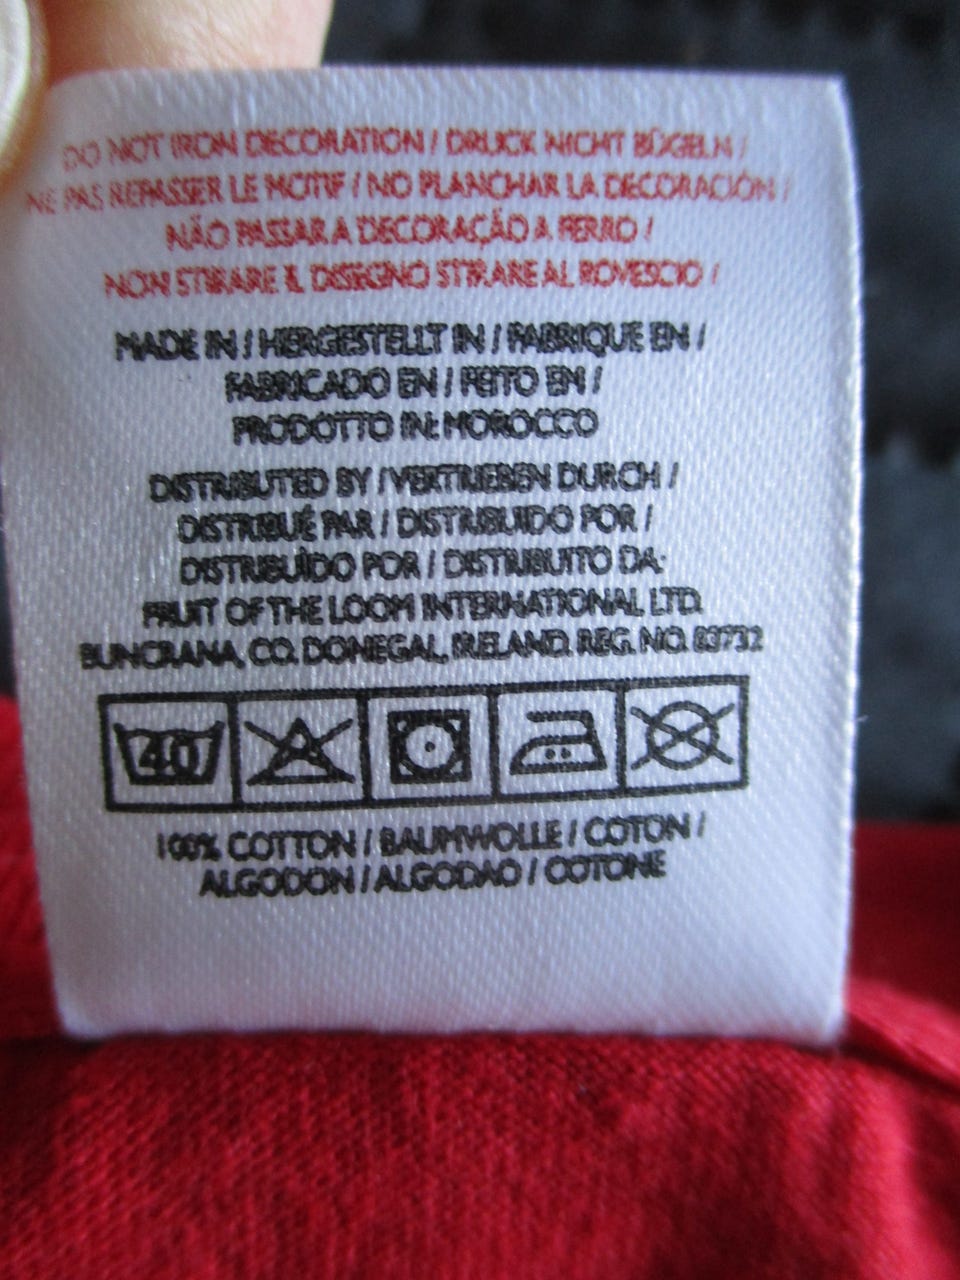 DO NOT IRON DECORATION / DRUCK NICHT BÜGELN /
NE PAS REPASSER LE MOTIF / NO PLANCHAR LA DECORACIÓN /
NÃO PASSAR A DECORAÇÃO A FERRO /
NON STIRARE IL DISEGNO STIRARE AL ROVESCIO /
MADE IN / HERGESTELLT IN / FABRIQUE EN /
FABRICADO EN / FEITO EM /
PRODOTTO IN: MOROCCO
DISTRIBUTED BY / VERTRIEBEN DURCH /
DISTRIBUÉ PAR / DISTRIBUIDO POR /
DISTRIBUÍDO POR / DISTRIBUITO DA:
FRUIT OF THE LOOM INTERNATIONAL LTD.
BUNCRANA, CO. DONEGAL, IRELAND. REG. NO. 83732
40
100% COTTON / BAUMWOLLE / COTON /
ALGODON / ALGODAO / COTONE